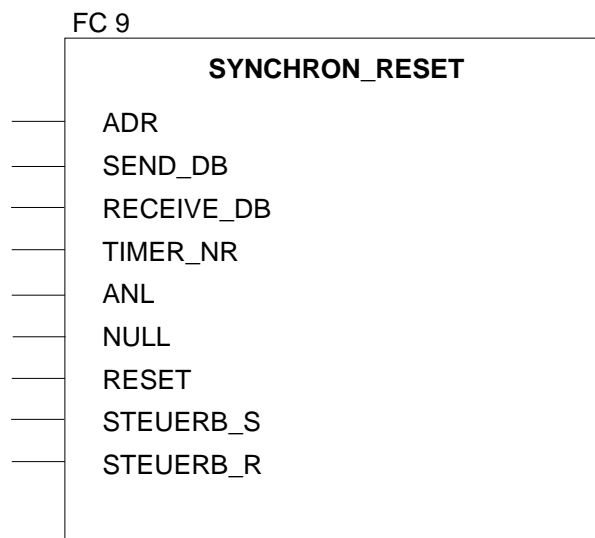 FC 9
SYNCHRON_RESET
ADR
SEND_DB
RECEIVE_DB
TIMER_NR
ANL
NULL
RESET
STEUERB_S
STEUERB_R